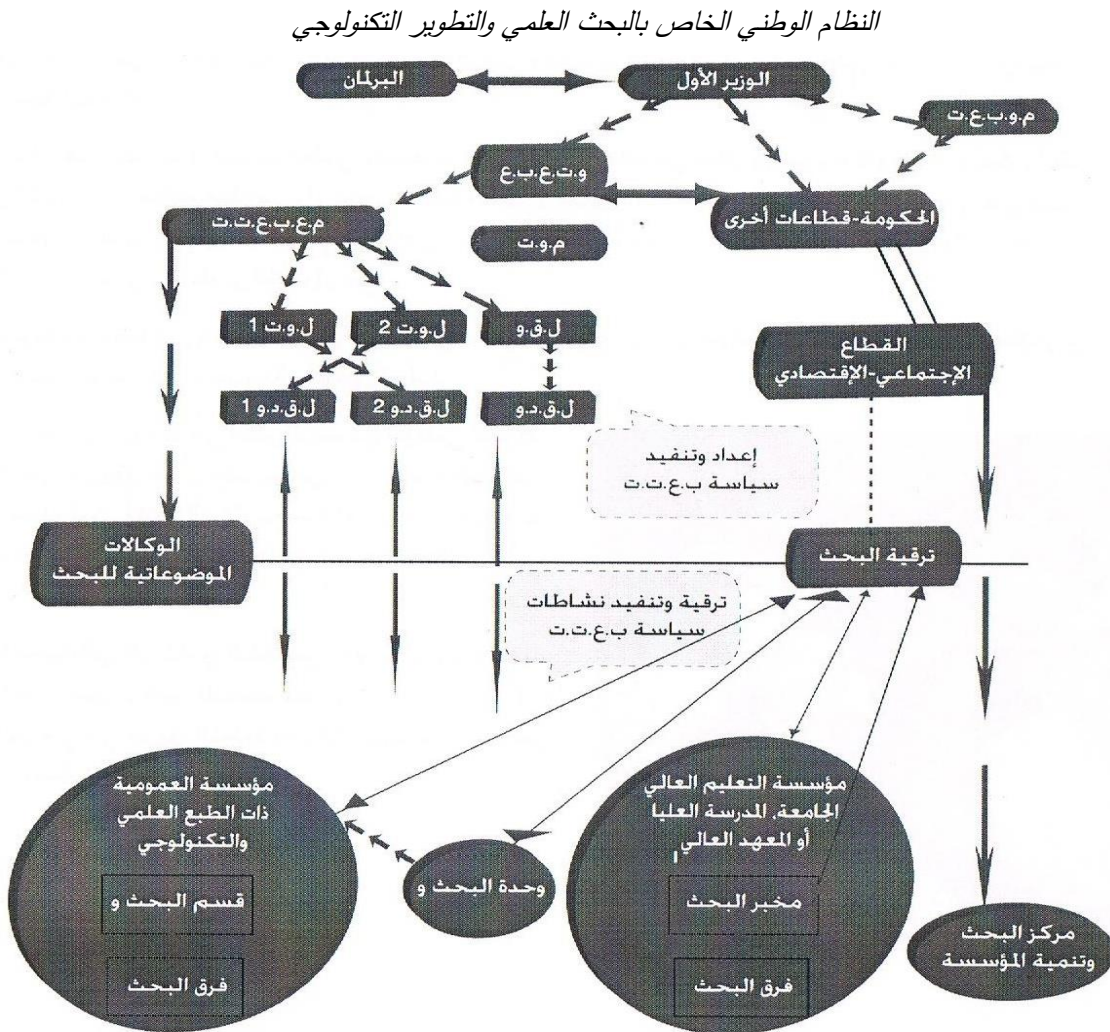 النظام الوطني الخاص بالبحث العلمي والتطوير التكنولوجي
الوزير الأول
البرلمان
م.و.ب.ع.ت
و.ت.ع.ب.ع
الحكومة-قطاعات أخرى
م.ع.ب.ع.ت.ت
م.و.ت
ل.ق.و
ل.و.ت 2
ل.و.ت 1
القطاع
الإجتماعي-الإقتصادي
ل.ق.د.و
ل.ق.د.و 2
ل.ق.د.و 1
إعداد وتنفيد
سياسة ب.ع.ت.ت
ترقية البحث
الوكالات
الموضوعاتية للبحث
ترقية وتنفيد نشاطات
سياسة ب.ع.ت.ت
مؤسسة التعليم العالي
الجامعة. المدرسة العليا
أو المعهد العالي
مخبر البحث
فرق البحث
مؤسسة العمومية
ذات الطبع العلمي
والتكنولوجي
قسم البحث و
فرق البحث
وحدة البحث و
مركز البحث
وتنمية المؤسسة